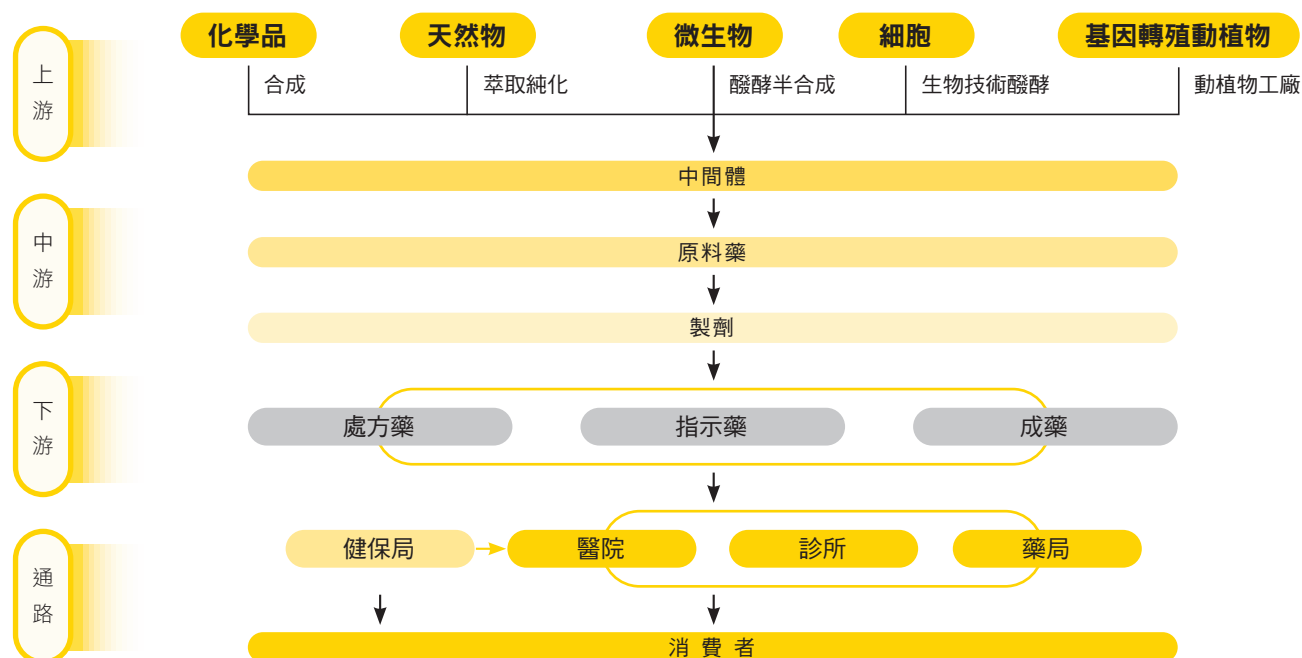 上游
化學品
天然物
微生物
細胞
基因轉殖動植物
合成
萃取純化
醱酵半合成
生物技術醱酵
動植物工廠
中間體
中游
原料藥
製劑
下游
處方藥
指示藥
成藥
通路
健保局
醫院
診所
藥局
消費者